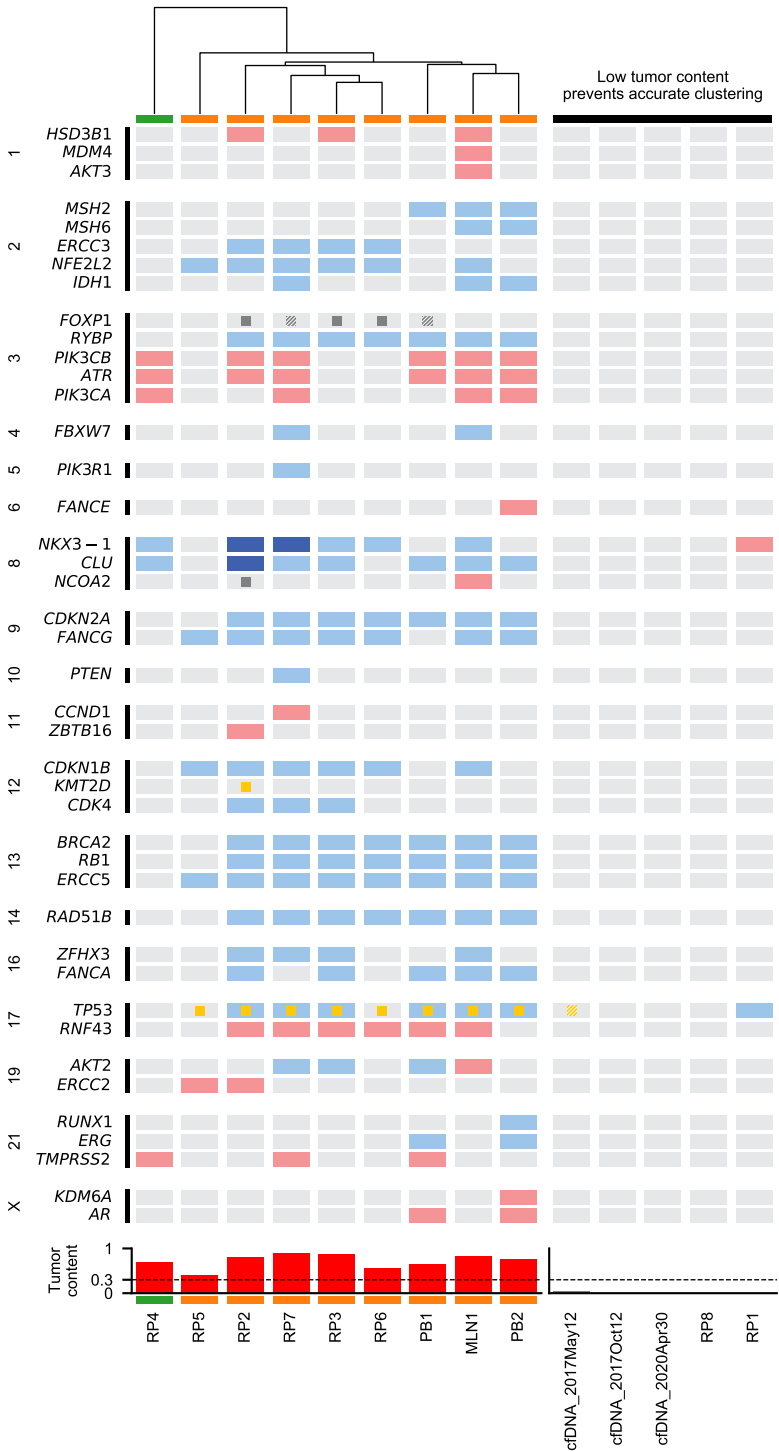 Low tumor content
prevents accurate clustering
1
HSD3B1
MDM4
AKT3
2
MSH2
MSH6
ERCC3
NFE2L2
IDH1
3
FOXP1
RYBP
PIK3CB
ATR
PIK3CA
4
FBXW7
5
PIK3R1
6
FANCE
8
NKX3−1
CLU
NCOA2
9
CDKN2A
FANCG
10
PTEN
11
CCND1
ZBTB16
12
CDKN1B
KMT2D
CDK4
13
BRCA2
RB1
ERCC5
14
RAD51B
16
ZFHX3
FANCA
17
TP53
RNF43
19
AKT2
ERCC2
21
RUNX1
ERG
TMPRSS2
X
KDM6A
AR
Tumor
content
1
0.3
0
RP4
RP5
RP2
RP7
RP3
RP6
PB1
MLN1
PB2
cfDNA_2017May12
cfDNA_2017Oct12
cfDNA_2020Apr30
RP8
RP1